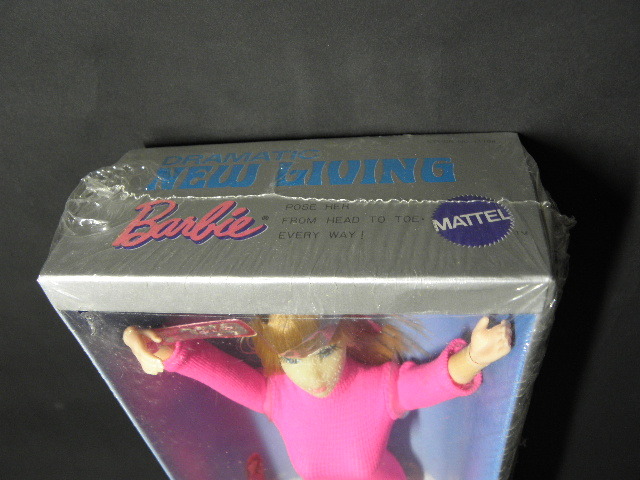 DRAMATIC
NEW LIVING
Barbie®
POSE HER
FROM HEAD TO TOE-
EVERY WAY!
MATTEL